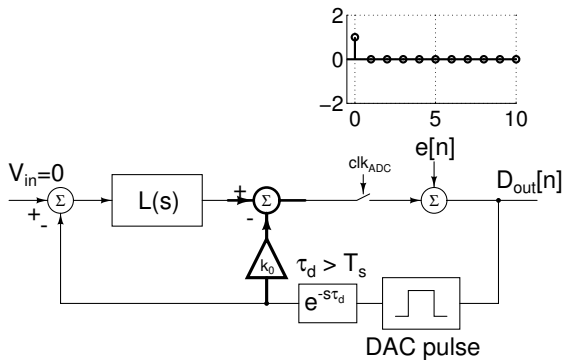 2
0
−2
0 5 10
clk_ADC
e[n]
V_in=0
D_out[n]
Σ
+
-
L(s)
+
-
Σ
Σ
k_0
τ_d > T_s
e^-sτ_d
DAC pulse